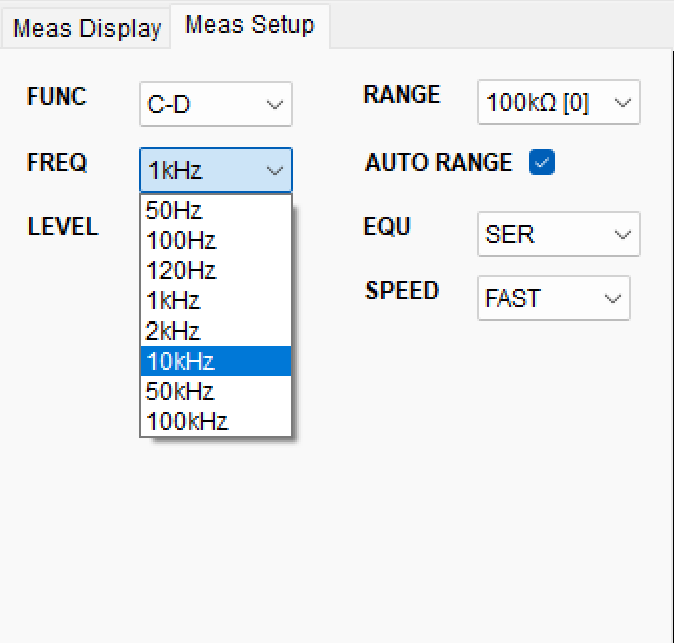 Meas Display Meas Setup
FUNC C-D RANGE 100kΩ [0]
FREQ 1kHz AUTO RANGE
50Hz
LEVEL EQU SER
100Hz
120Hz
1kHz SPEED FAST
2kHz
10kHz
50kHz
100kHz